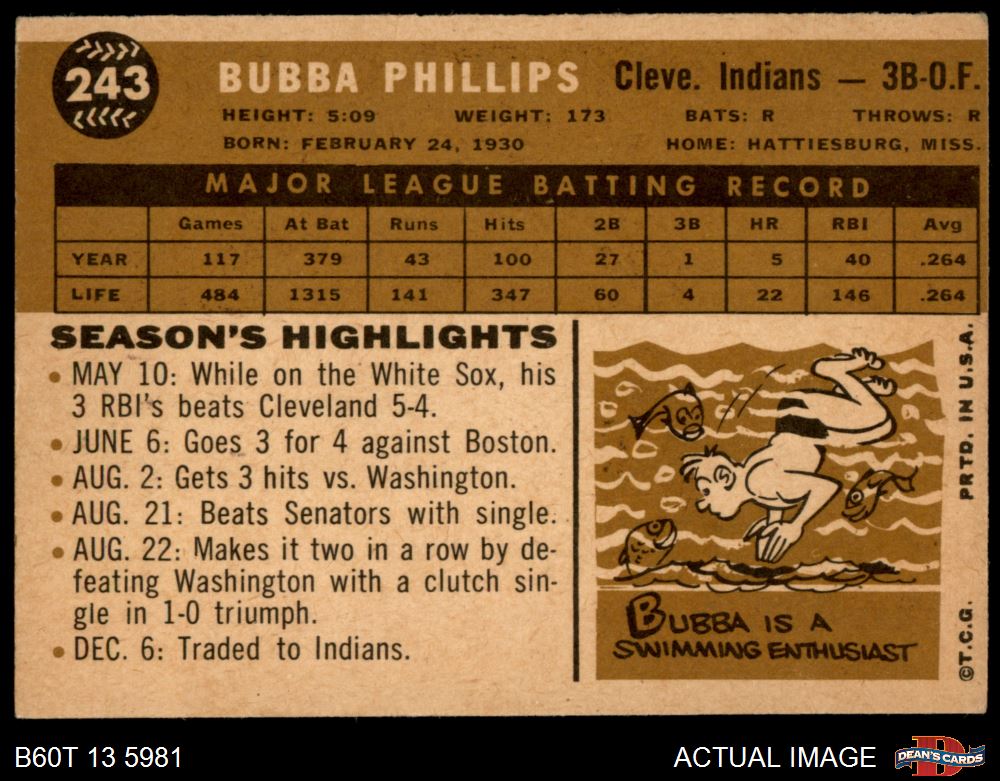 243
BUBBA PHILLIPS Cleve. Indians — 3B-O.F.
HEIGHT: 5:09 WEIGHT: 173 BATS: R THROWS: R
BORN: FEBRUARY 24, 1930 HOME: HATTIESBURG, MISS.
MAJOR LEAGUE BATTING RECORD
Games At Bat Runs Hits 2B 3B HR RBI Avg
YEAR 117 379 43 100 27 1 5 40 .264
LIFE 484 1315 141 347 60 4 22 146 .264
SEASON'S HIGHLIGHTS
• MAY 10: While on the White Sox, his
3 RBI's beats Cleveland 5-4.
• JUNE 6: Goes 3 for 4 against Boston.
• AUG. 2: Gets 3 hits vs. Washington.
• AUG. 21: Beats Senators with single.
• AUG. 22: Makes it two in a row by de-
feating Washington with a clutch sin-
gle in 1-0 triumph.
• DEC. 6: Traded to Indians.
BUBBA IS A
SWIMMING ENTHUSIAST
©T.C.G. PRTD. IN U.S.A.
B60T 13 5981
ACTUAL IMAGE
D
DEAN'S CARDS